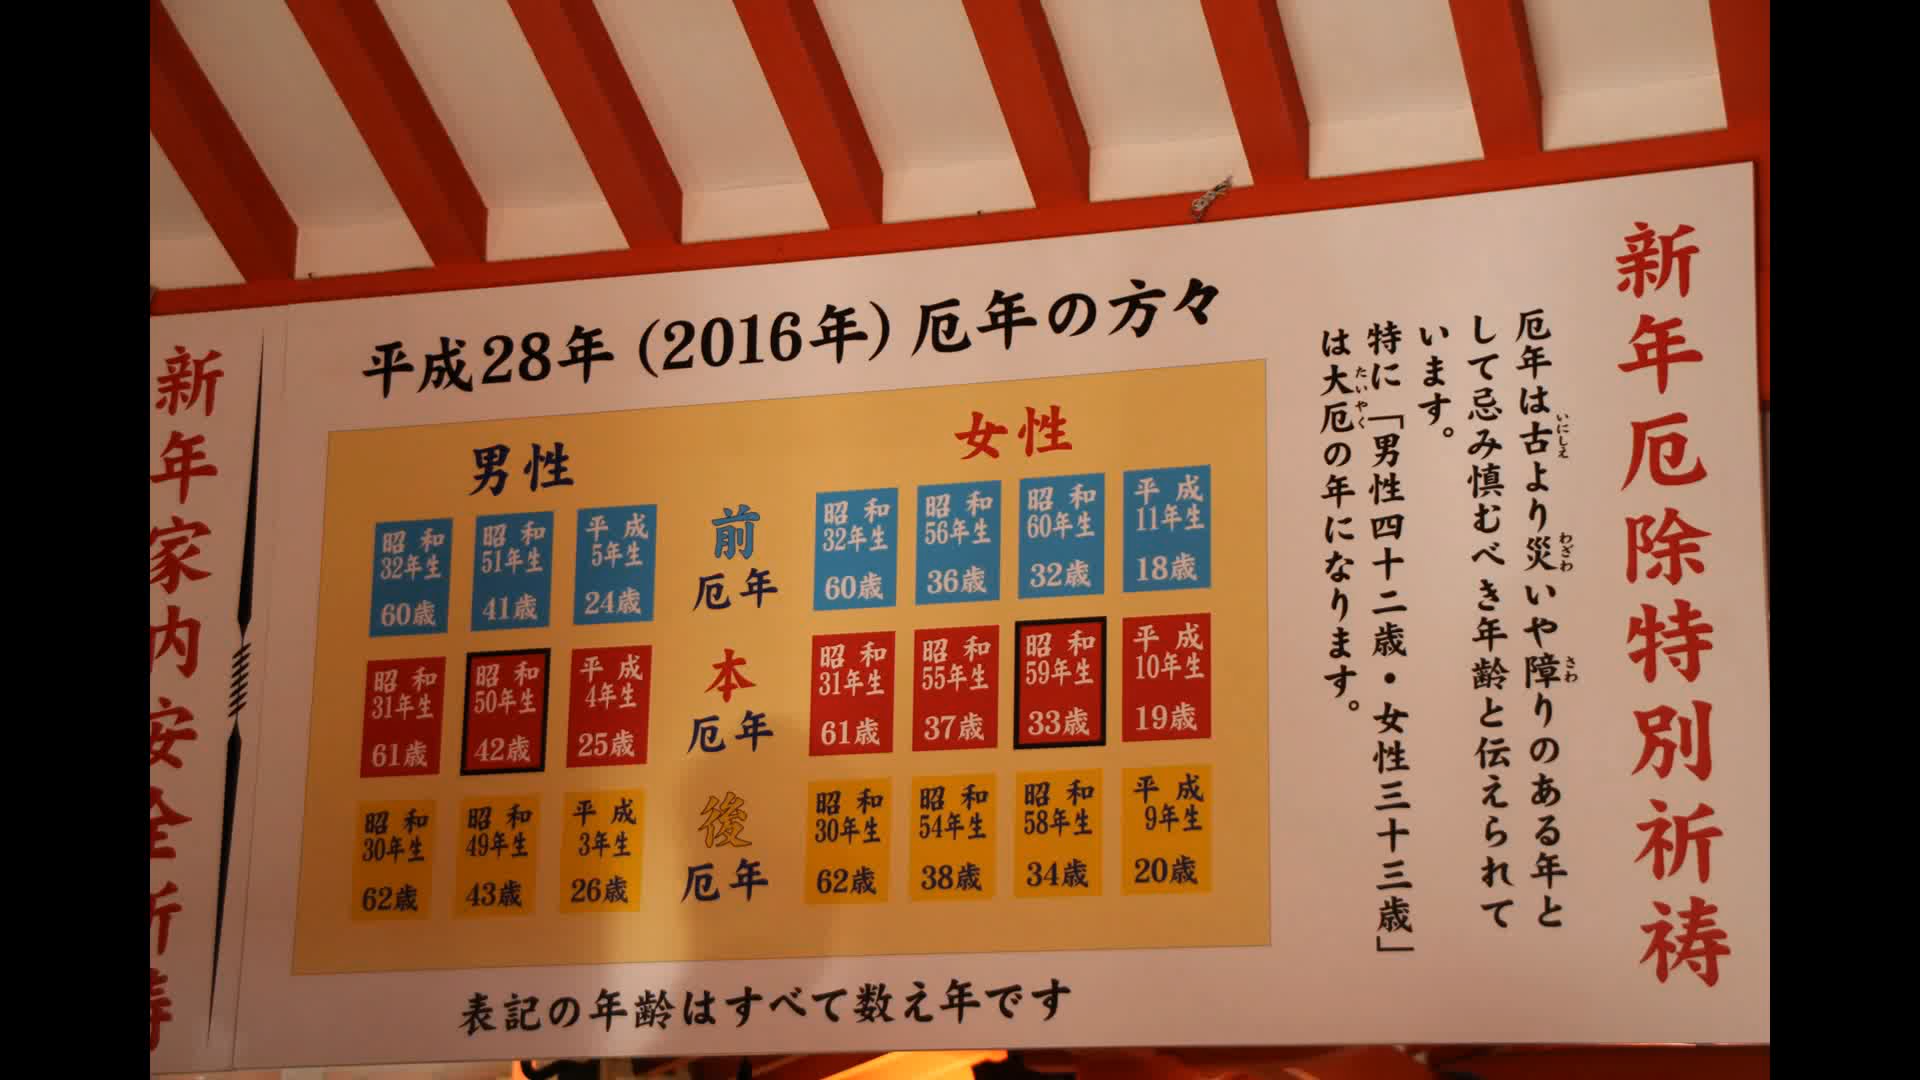 新年厄除特別祈祷
厄年は古より災いや障りのある年と
いにしえ
わざわ
さわ
して忌み慎むべき年齢と伝えられて
います。
特に「男性四十二歳・女性三十三歳」
は大厄の年になります。
たいやく
平成28年(2016年)厄年の方々
男性
女性
前厄年
昭和32年生 60歳
昭和51年生 41歳
平成5年生 24歳
昭和32年生 60歳
昭和56年生 36歳
昭和60年生 32歳
平成11年生 18歳
本厄年
昭和31年生 61歳
昭和50年生 42歳
平成4年生 25歳
昭和31年生 61歳
昭和55年生 37歳
昭和59年生 33歳
平成10年生 19歳
後厄年
昭和30年生 62歳
昭和49年生 43歳
平成3年生 26歳
昭和30年生 62歳
昭和54年生 38歳
昭和58年生 34歳
平成9年生 20歳
表記の年齢はすべて数え年です
新年家内安全祈祷